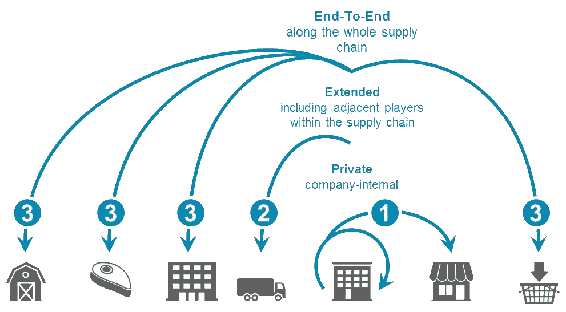 End-To-End
along the whole supply
chain
Extended
including adjacent players
within the supply chain
Private
company-internal
3
3
3
2
1
3